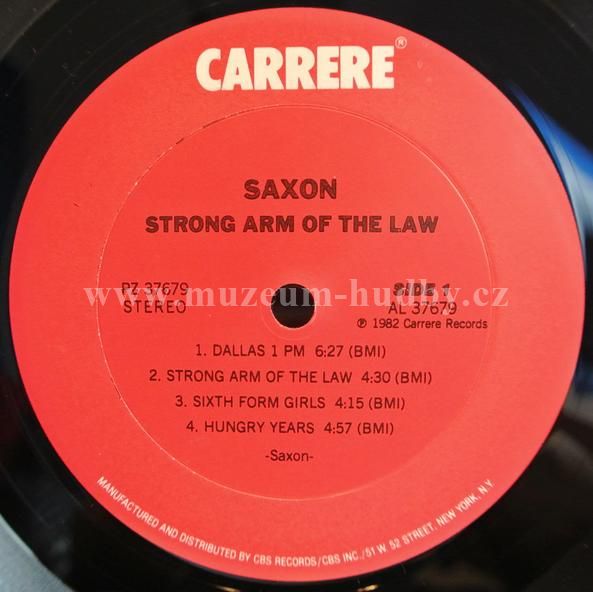 CARRERE®
SAXON
STRONG ARM OF THE LAW
PZ 37679 SIDE 1
STEREO AL 37679
℗ 1982 Carrere Records
www.muzeum-hudby.cz
1. DALLAS 1 PM 6:27 (BMI)
2. STRONG ARM OF THE LAW 4:30 (BMI)
3. SIXTH FORM GIRLS 4:15 (BMI)
4. HUNGRY YEARS 4:57 (BMI)
-Saxon-
MANUFACTURED AND DISTRIBUTED BY CBS RECORDS/CBS INC./51 W. 52 STREET, NEW YORK, N.Y.